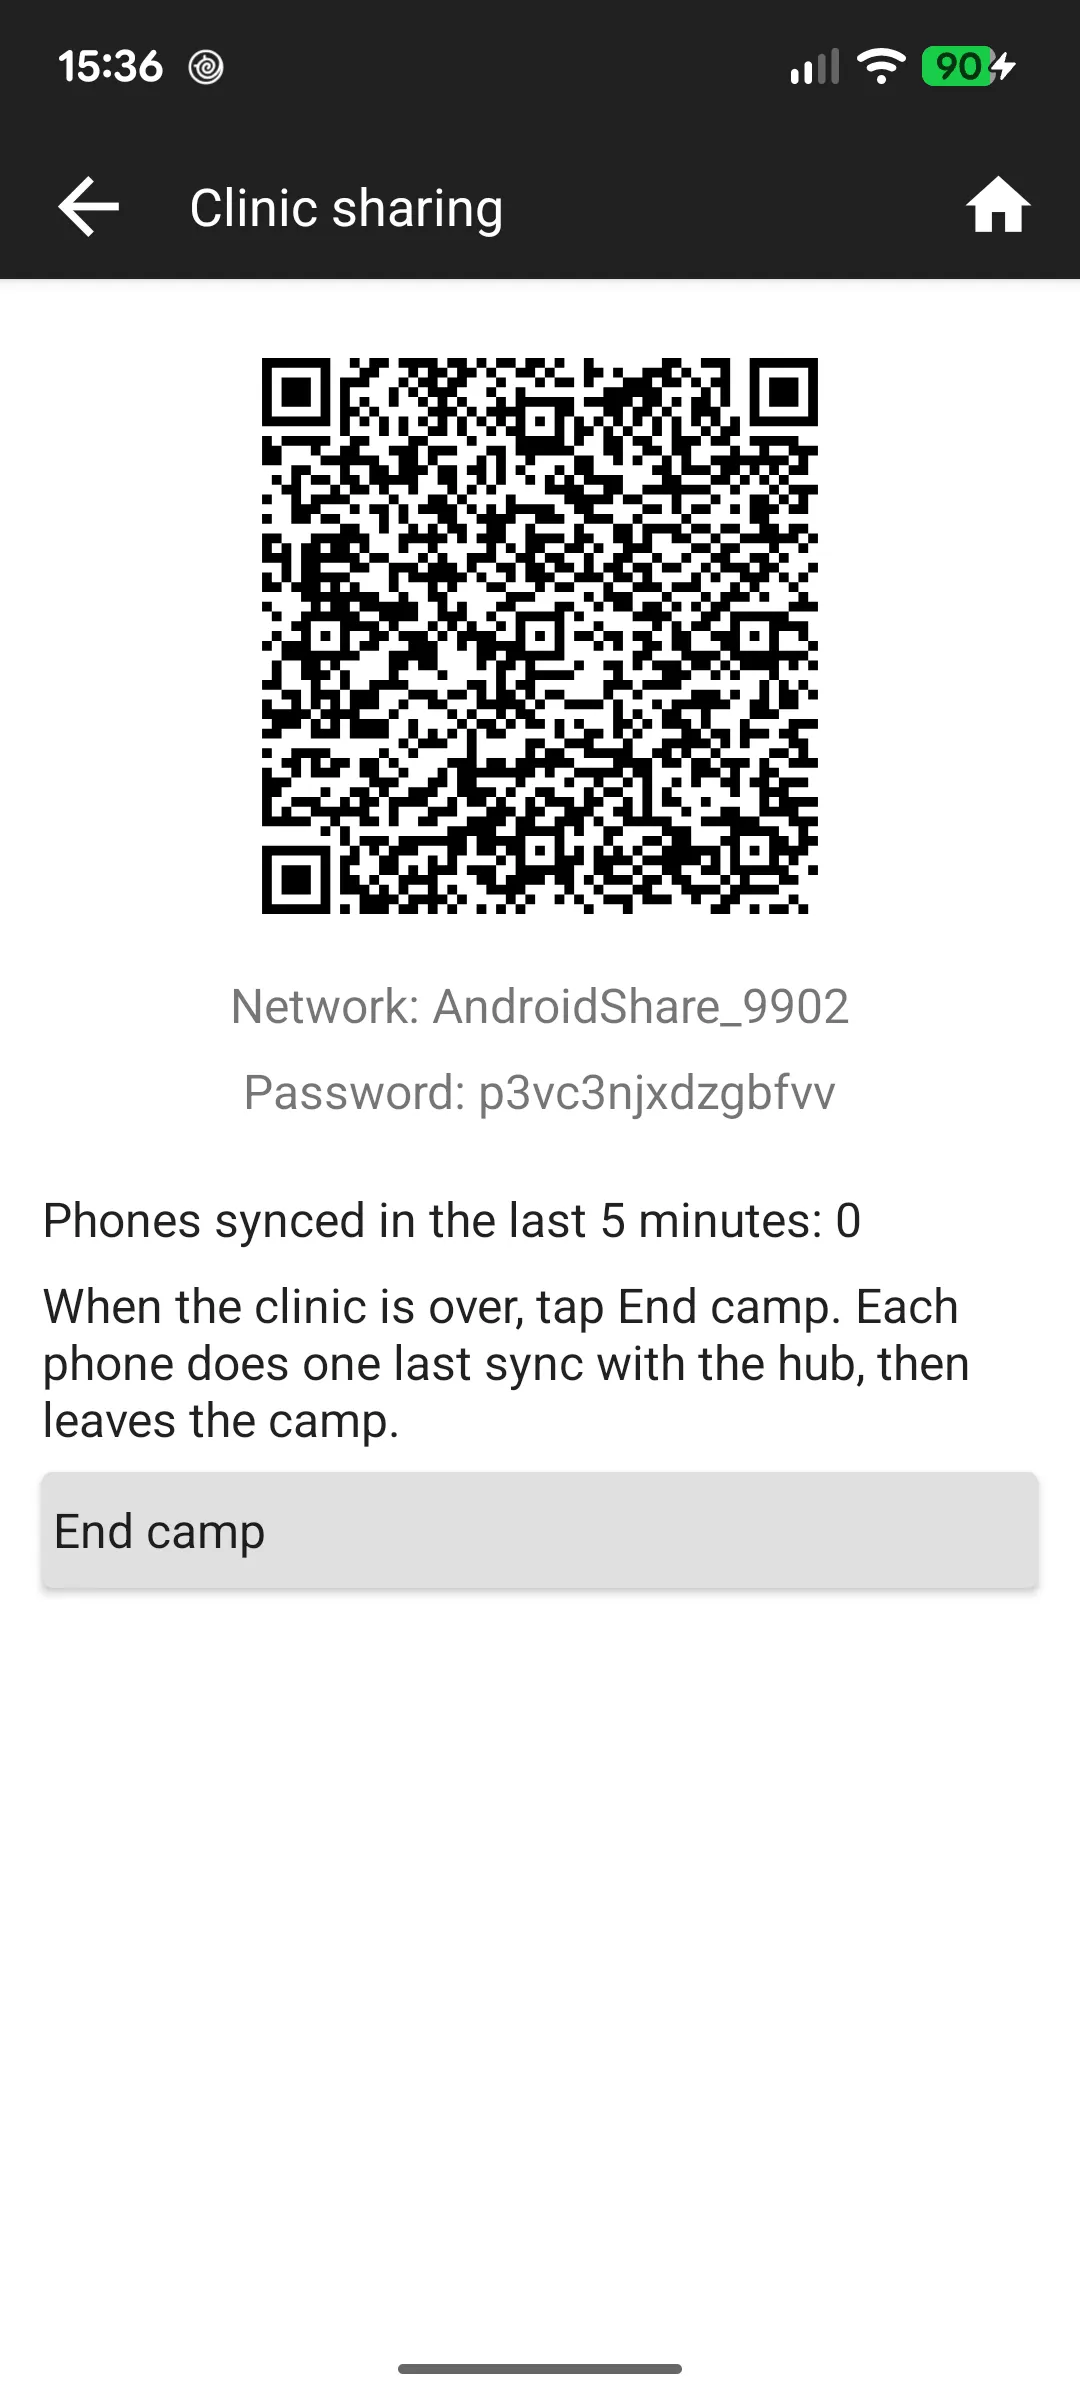 15:36
90
Clinic sharing
Network: AndroidShare_9902
Password: p3vc3njxdzgbfvv
Phones synced in the last 5 minutes: 0
When the clinic is over, tap End camp. Each
phone does one last sync with the hub, then
leaves the camp.
End camp